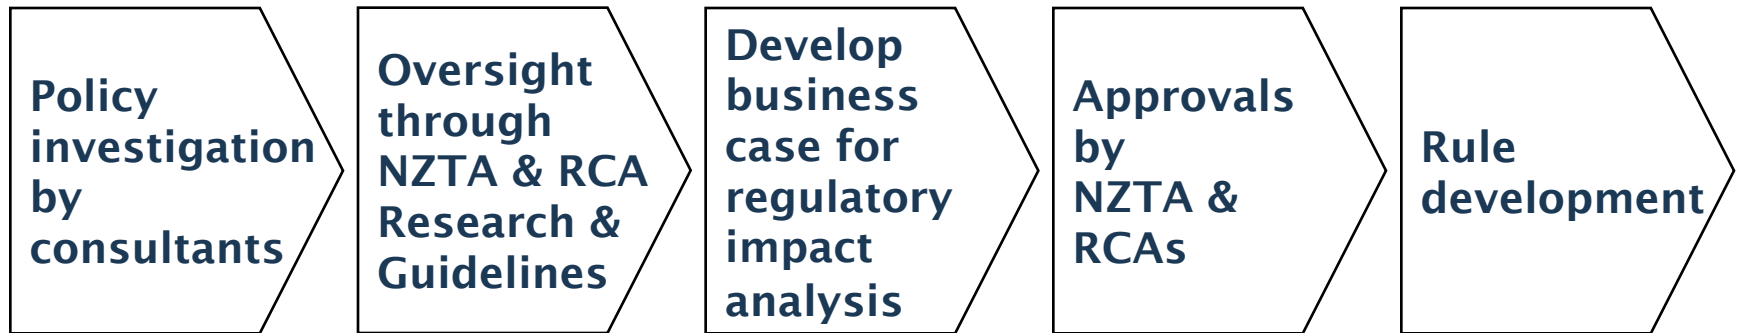 Policy
investigation
by
consultants
Oversight
through
NZTA & RCA
Research &
Guidelines
Develop
business
case for
regulatory
impact
analysis
Approvals
by
NZTA &
RCAs
Rule
development